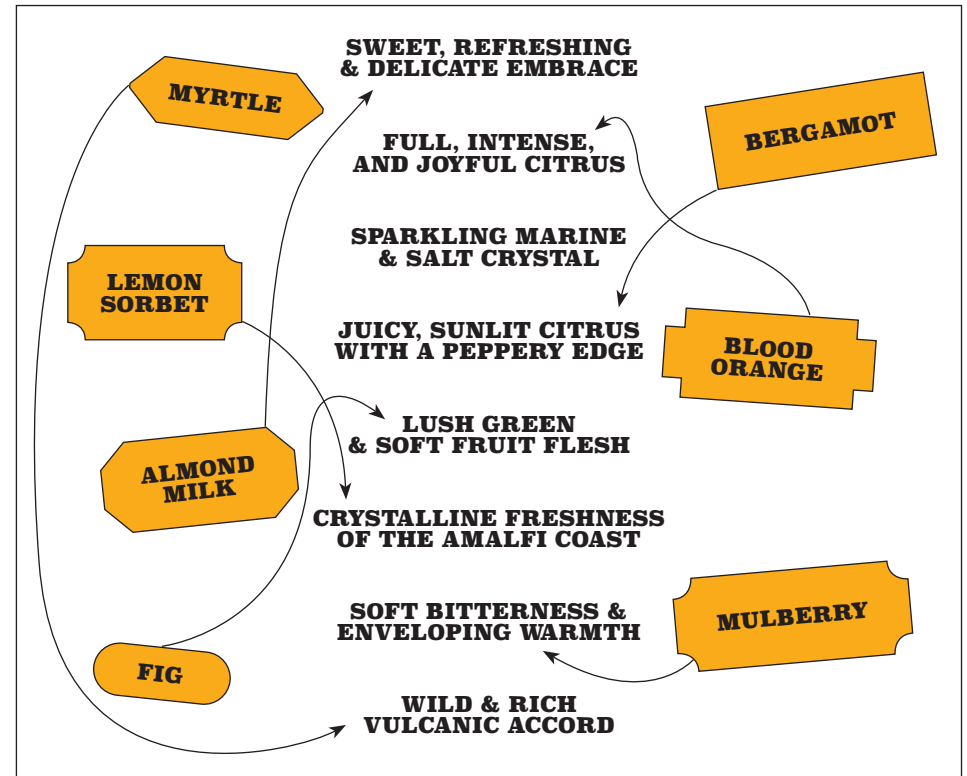 SWEET, REFRESHING
& DELICATE EMBRACE
MYRTLE
BERGAMOT
FULL, INTENSE,
AND JOYFUL CITRUS
SPARKLING MARINE
& SALT CRYSTAL
LEMON
SORBET
JUICY, SUNLIT CITRUS
WITH A PEPPERY EDGE
BLOOD
ORANGE
LUSH GREEN
& SOFT FRUIT FLESH
ALMOND
MILK
CRYSTALLINE FRESHNESS
OF THE AMALFI COAST
SOFT BITTERNESS &
ENVELOPING WARMTH
MULBERRY
FIG
WILD & RICH
VULCANIC ACCORD